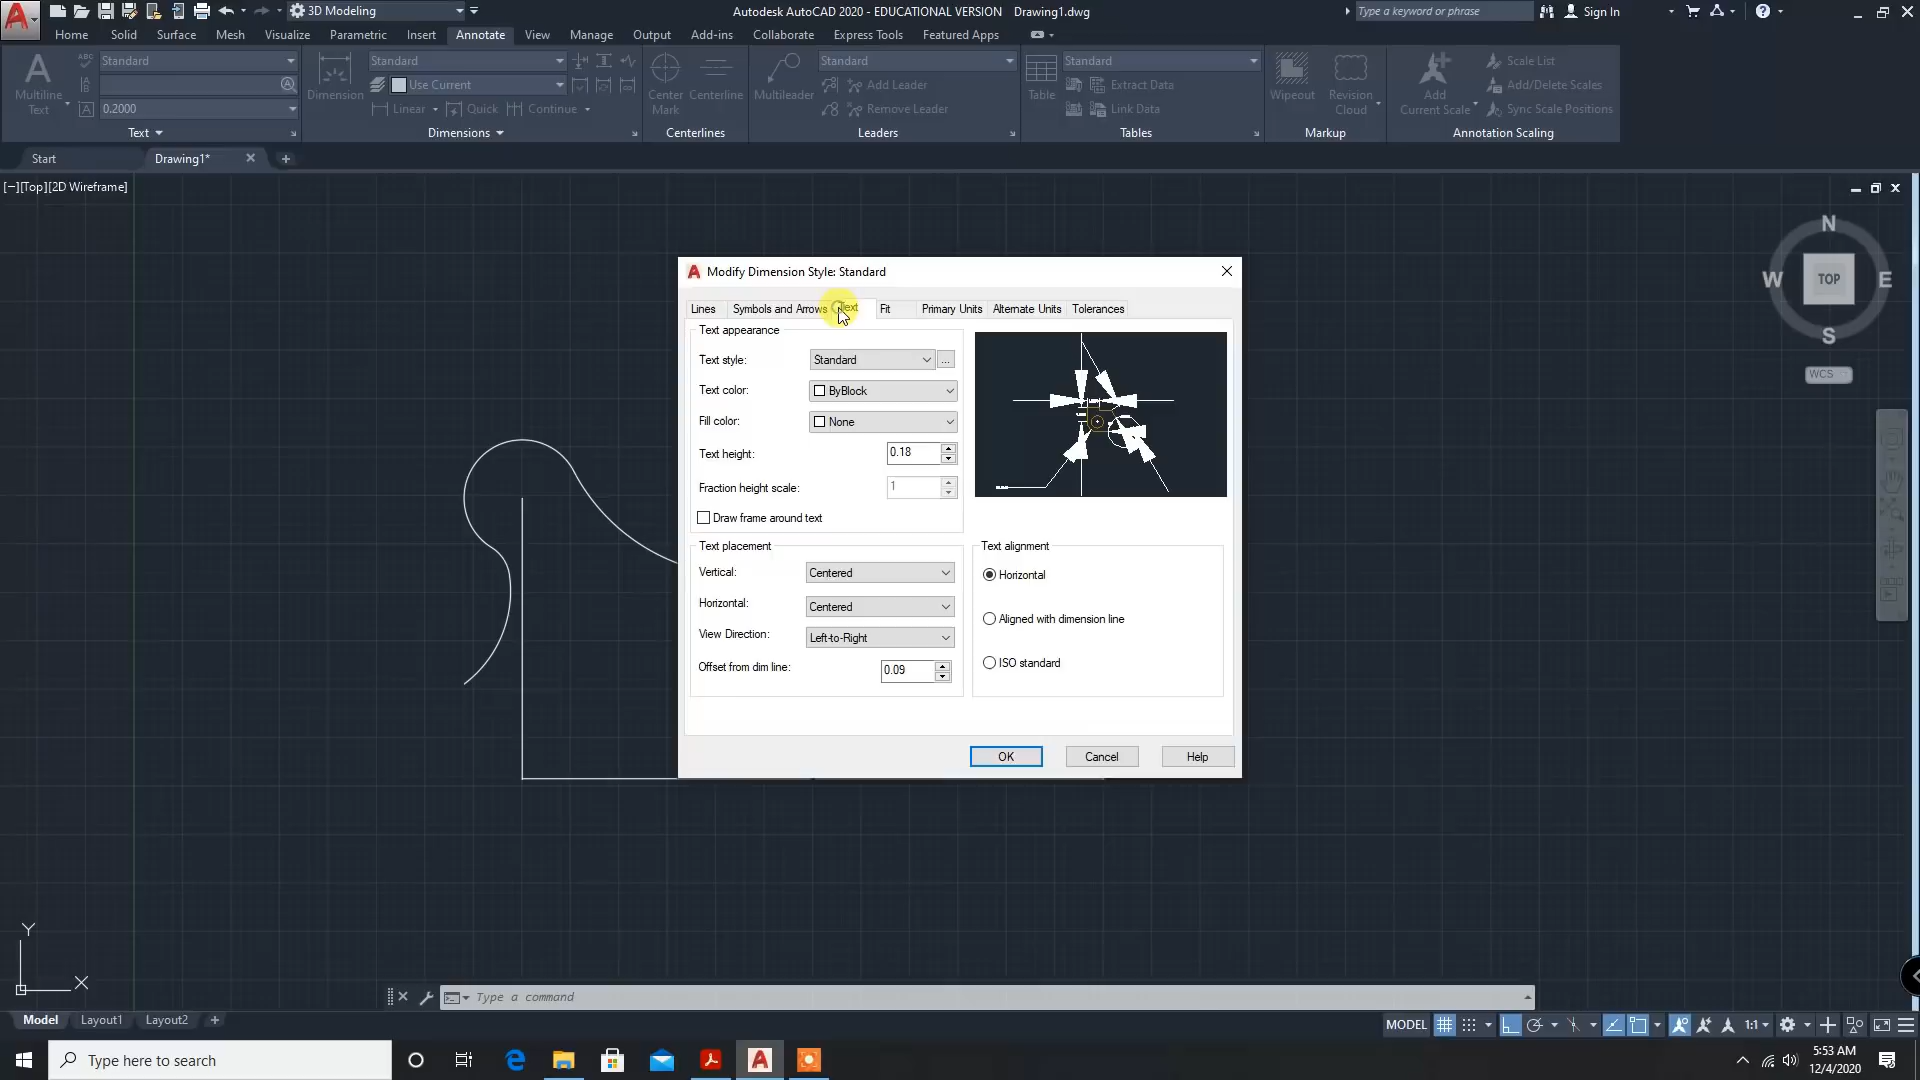 3D Modeling
Autodesk AutoCAD 2020 - EDUCATIONAL VERSION Drawing1.dwg
Type a keyword or phrase
Sign In
Home Solid Surface Mesh Visualize Parametric Insert Annotate View Manage Output Add-ins Collaborate Express Tools Featured Apps
Multiline Text
Standard
0.2000
Text
Dimension
Standard
Use Current
Linear Quick Continue
Dimensions
Center Mark
Centerline
Centerlines
Multileader
Standard
Add Leader
Remove Leader
Leaders
Table
Standard
Extract Data
Link Data
Tables
Wipeout
Revision Cloud
Markup
Add Current Scale
Scale List
Add/Delete Scales
Sync Scale Positions
Annotation Scaling
Start
Drawing1*
[−][Top][2D Wireframe]
N
W TOP E
S
WCS
Modify Dimension Style: Standard
Lines Symbols and Arrows Text Fit Primary Units Alternate Units Tolerances
Text appearance
Text style: Standard ...
Text color: ByBlock
Fill color: None
Text height: 0.18
Fraction height scale: 1
Draw frame around text
Text placement
Vertical: Centered
Horizontal: Centered
View Direction: Left-to-Right
Offset from dim line: 0.09
Text alignment
Horizontal
Aligned with dimension line
ISO standard
OK Cancel Help
Y
X
Type a command
Model Layout1 Layout2
MODEL
1:1
Type here to search
5:53 AM
12/4/2020